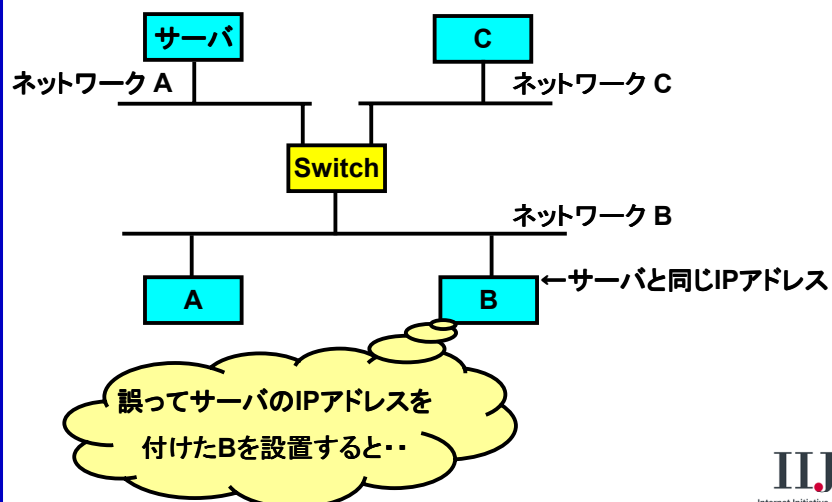 サーバ
C
ネットワーク A
ネットワーク C
Switch
ネットワーク B
A
B
←サーバと同じIPアドレス
誤ってサーバのIPアドレスを
付けたBを設置すると・・
IIJ
Internet Initiative